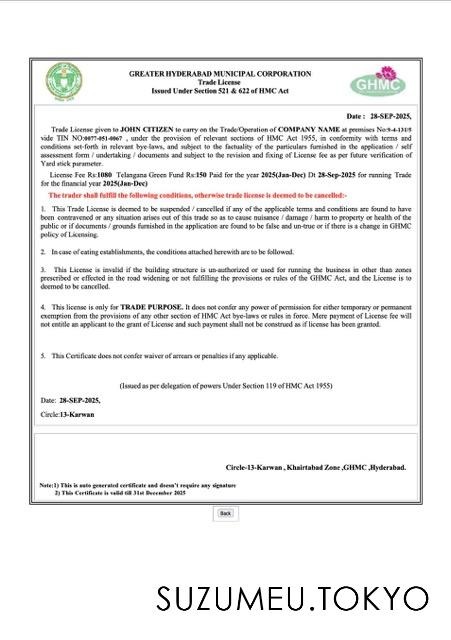 GREATER HYDERABAD MUNICIPAL CORPORATION
Trade License
Issued Under Section 521 & 622 of HMC Act
GHMC
Date : 28-SEP-2025,
Trade License given to JOHN CITIZEN to carry on the Trade/Operation of COMPANY NAME at premises No:9-4-131/5
vide TIN NO:0077-051-0067 , under the provision of relevant sections of HMC Act 1955, in conformity with terms and
conditions set-forth in relevant bye-laws, and subject to the factuality of the particulars furnished in the application / self
assessment form / undertaking / documents and subject to the revision and fixing of License fee as per future verification of
Yard stick parameter.
License Fee Rs:1080 Telangana Green Fund Rs:150 Paid for the year 2025(Jan-Dec) Dt 28-Sep-2025 for running Trade
for the financial year 2025(Jan-Dec)
The trader shall fulfill the following conditions, otherwise trade license is deemed to be cancelled:-
1. This Trade License is deemed to be suspended / cancelled if any of the applicable terms and conditions are found to have
been contravened or any situation arises out of this trade so as to cause nuisance / damage / harm to property or health of the
public or if documents / grounds furnished in the application are found to be false and un-true or if there is a change in GHMC
policy of Licensing.
2. In case of eating establishments, the conditions attached herewith are to be followed.
3. This License is invalid if the building structure is un-authorized or used for running the business in other than zones
prescribed or effected in the road widening or not fulfilling the provisions or rules of the GHMC Act, and the License is to
deemed to be cancelled.
4. This license is only for TRADE PURPOSE. It does not confer any power of permission for either temporary or permanent
exemption from the provisions of any other section of HMC Act bye-laws or rules in force. Mere payment of License fee will
not entitle an applicant to the grant of License and such payment shall not be construed as if license has been granted.
5. This Certificate does not confer waiver of arrears or penalties if any applicable.
(Issued as per delegation of powers Under Section 119 of HMC Act 1955)
Date: 28-SEP-2025,
Circle:13-Karwan
Circle-13-Karwan , Khairtabad Zone ,GHMC ,Hyderabad.
Note:1) This is auto generated certificate and doesn't require any signature
2) This Certificate is valid till 31st December 2025
Back
SUZUMEU.TOKYO